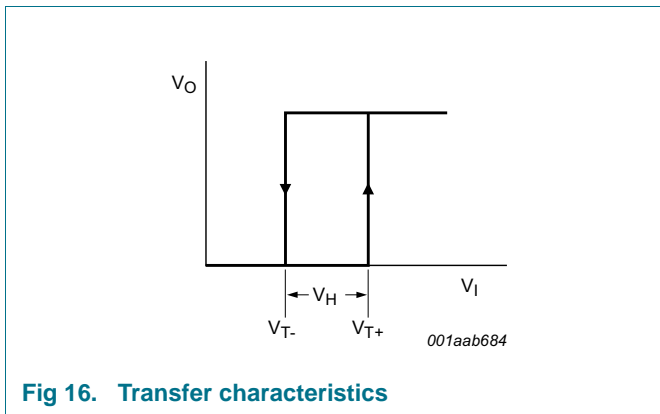 VO
VI
VH
VT-
VT+
001aab684
Fig 16. Transfer characteristics